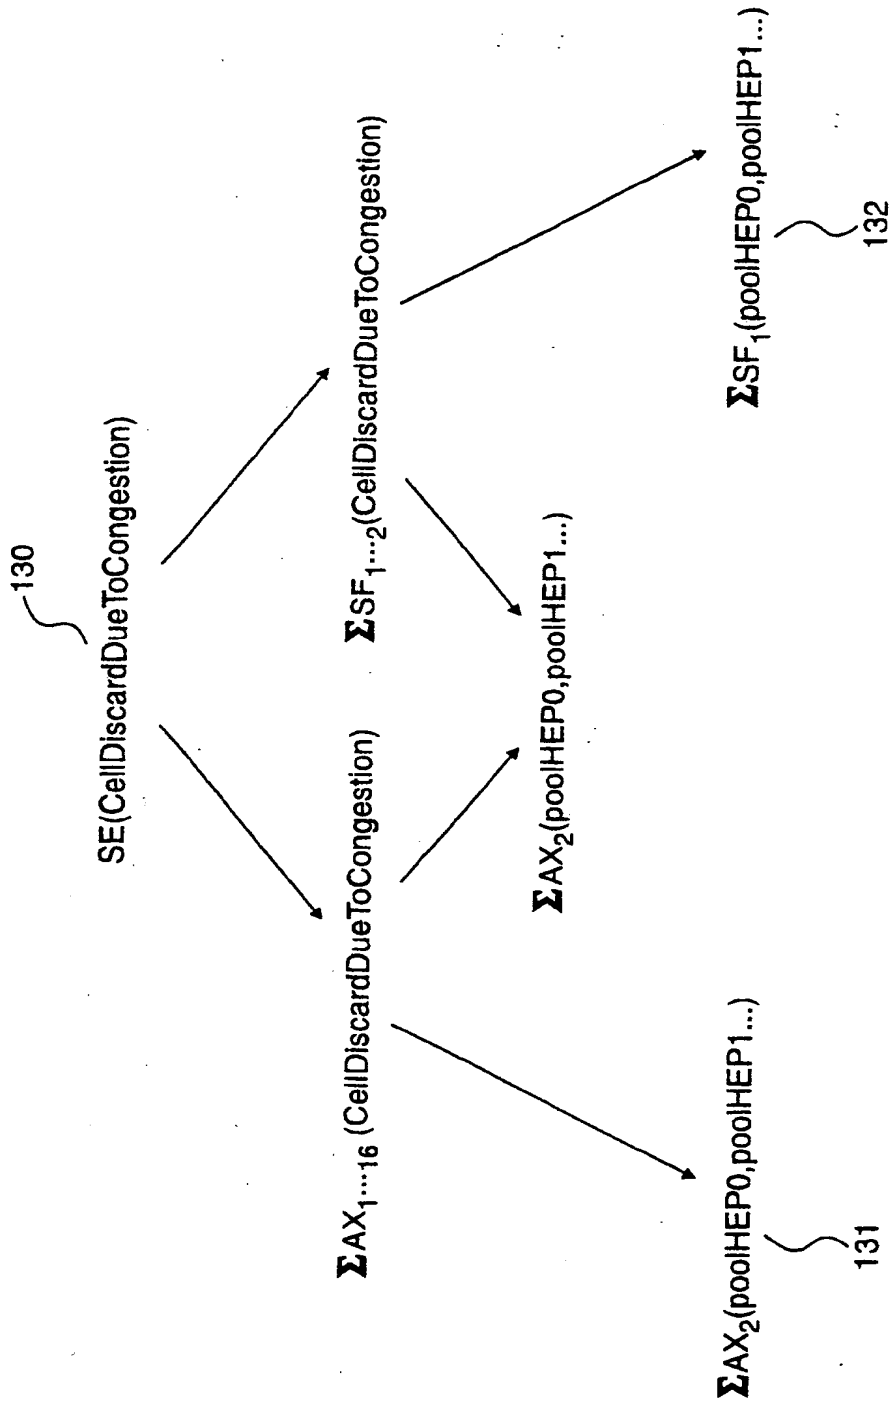 130
SE(CellDiscardDueToCongestion)
ΣAX1...16 (CellDiscardDueToCongestion)
ΣSF1...2(CellDiscardDueToCongestion)
ΣAX2(poolHEP0,poolHEP1...)
ΣAX2(poolHEP0,poolHEP1...)
131
ΣSF1(poolHEP0,poolHEP1...)
132